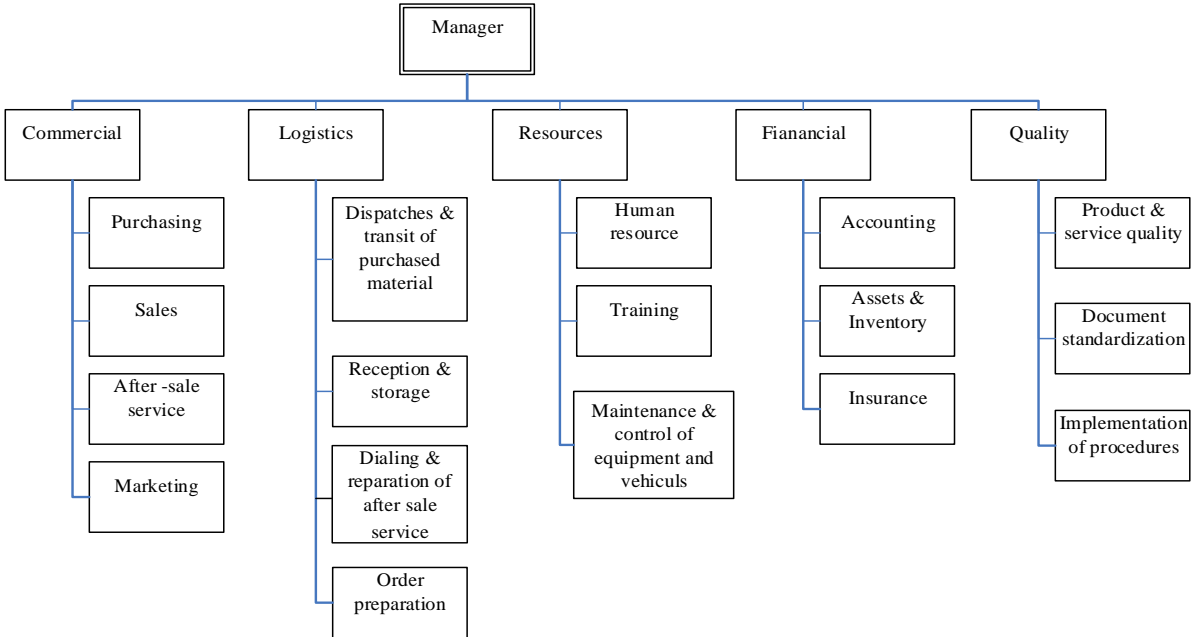 Manager
Commercial
Logistics
Resources
Fianancial
Quality
Purchasing
Sales
After -sale
service
Marketing
Dispatches &
transit of
purchased
material
Reception &
storage
Dialing &
reparation of
after sale
service
Order
preparation
Human
resource
Training
Maintenance &
control of
equipment and
vehiculs
Accounting
Assets &
Inventory
Insurance
Product &
service quality
Document
standardization
Implementation
of procedures